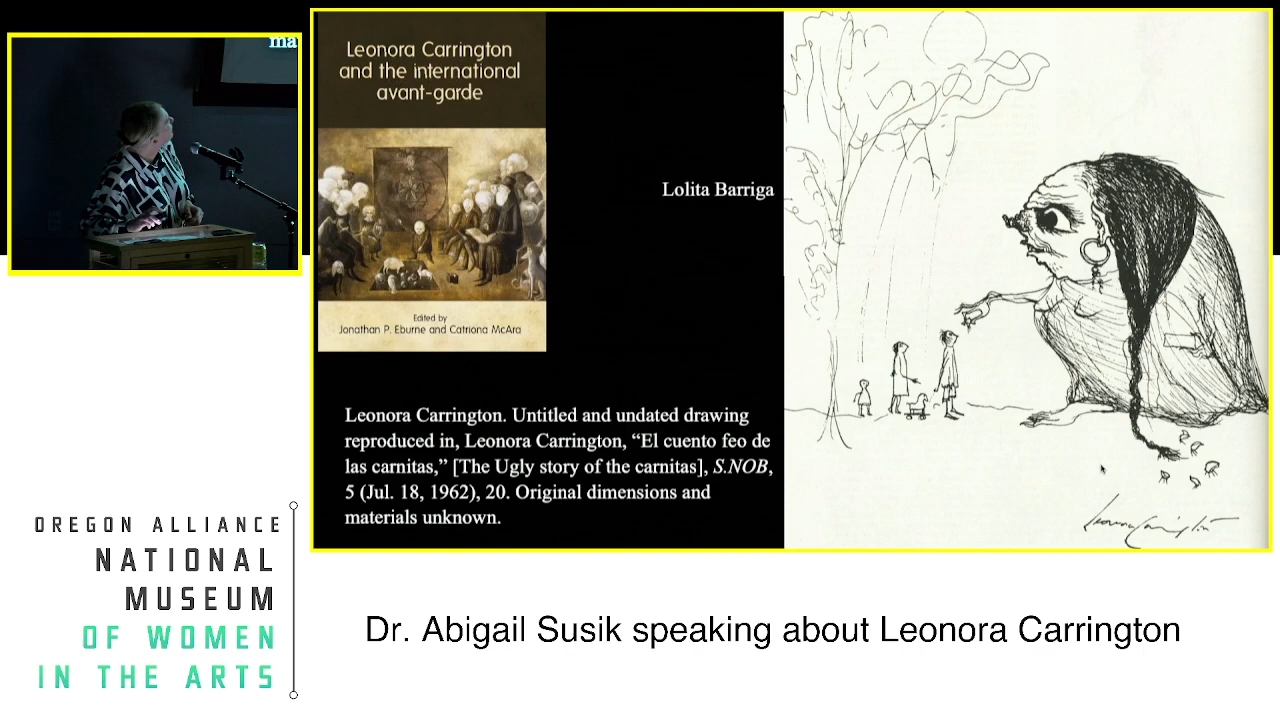 ma
Leonora Carrington
and the international
avant-garde
Edited by
Jonathan P. Eburne and Catriona McAra
Lolita Barriga
Leonora Carrington. Untitled and undated drawing
reproduced in, Leonora Carrington, “El cuento feo de
las carnitas,” [The Ugly story of the carnitas], S.NOB,
5 (Jul. 18, 1962), 20. Original dimensions and
materials unknown.
Leonora Carrington
OREGON ALLIANCE
NATIONAL
MUSEUM
OF WOMEN
IN THE ARTS
Dr. Abigail Susik speaking about Leonora Carrington